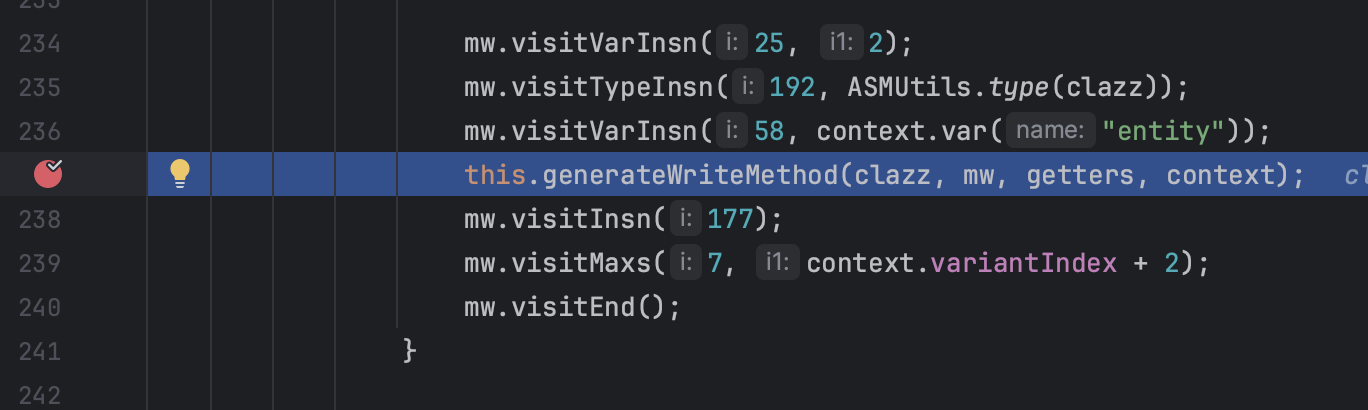 233
234 mw.visitVarInsn( i: 25, i1: 2);
235 mw.visitTypeInsn( i: 192, ASMUtils.type(clazz));
236 mw.visitVarInsn( i: 58, context.var( name: "entity"));
this.generateWriteMethod(clazz, mw, getters, context); cl
238 mw.visitInsn( i: 177);
239 mw.visitMaxs( i: 7, i1: context.variantIndex + 2);
240 mw.visitEnd();
241 }
242